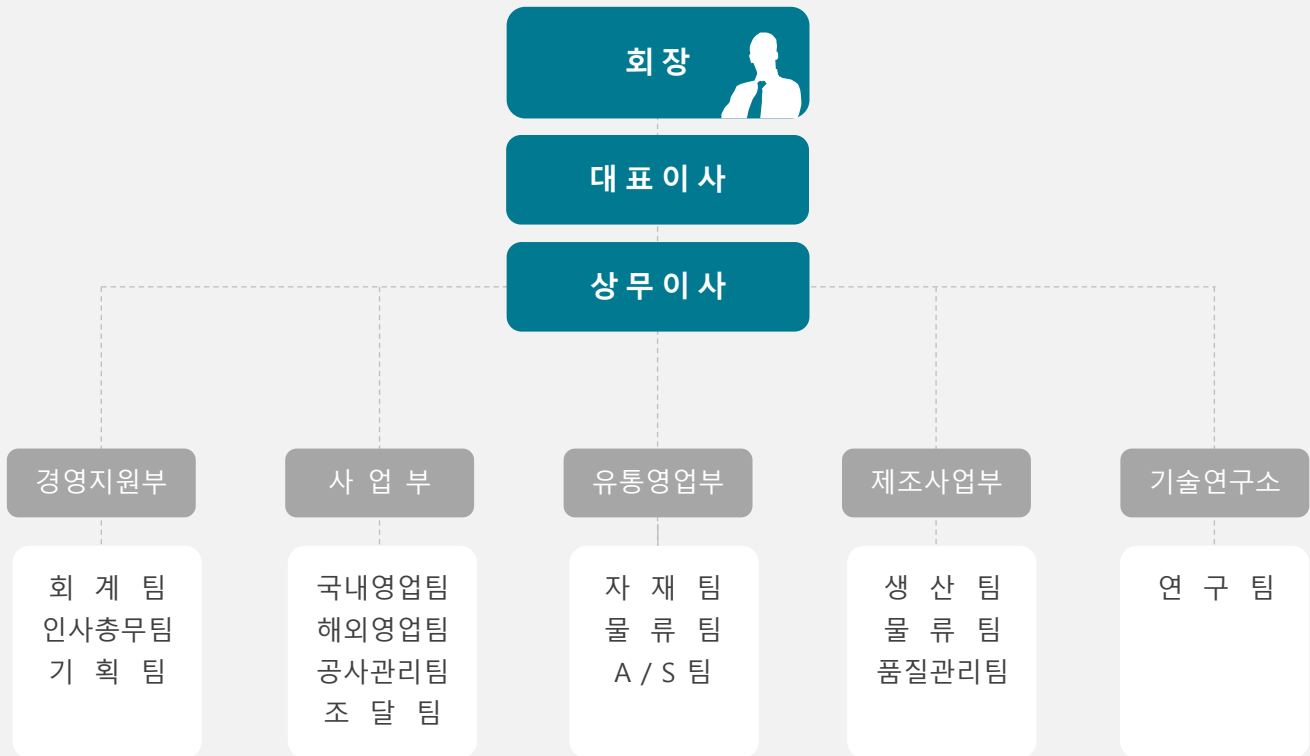 회 장
대 표 이 사
상 무 이 사
경영지원부
사 업 부
유통영업부
제조사업부
기술연구소
회 계 팀
인사총무팀
기 획 팀
국내영업팀
해외영업팀
공사관리팀
조 달 팀
자 재 팀
물 류 팀
A / S 팀
생 산 팀
물 류 팀
품질관리팀
연 구 팀